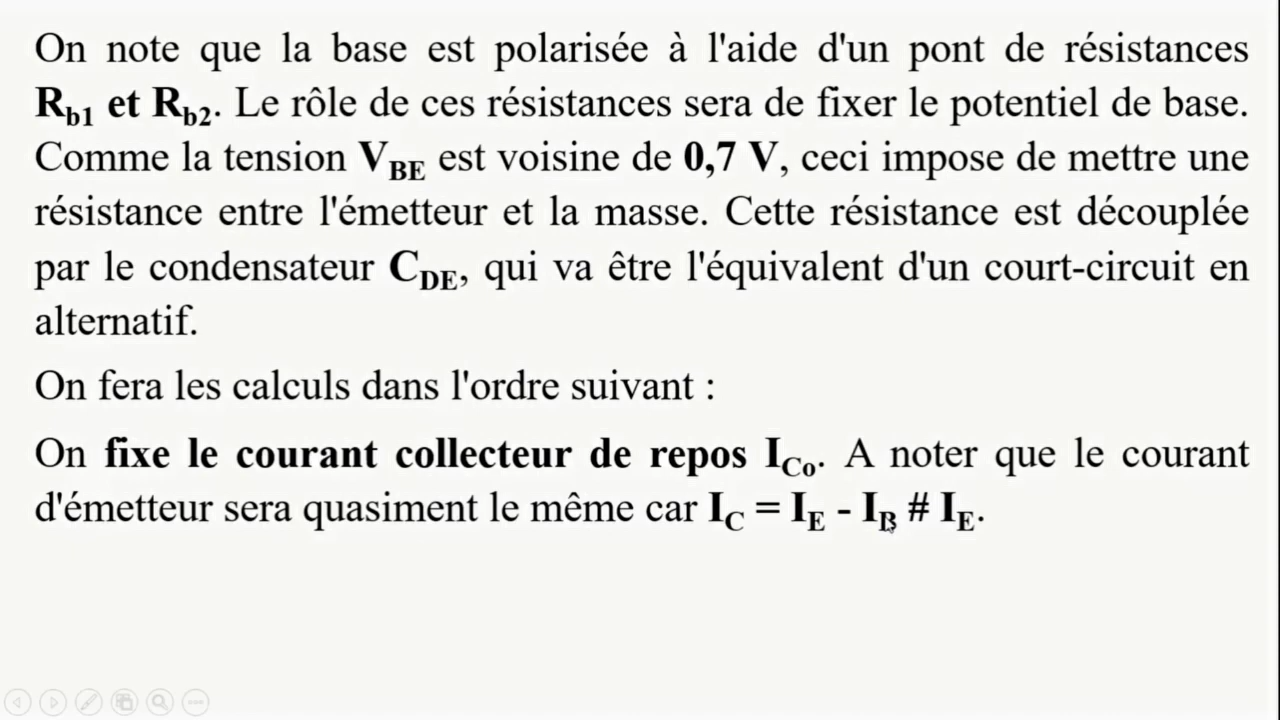 On note que la base est polarisée à l'aide d'un pont de résistances
Rb1 et Rb2. Le rôle de ces résistances sera de fixer le potentiel de base.
Comme la tension VBE est voisine de 0,7 V, ceci impose de mettre une
résistance entre l'émetteur et la masse. Cette résistance est découplée
par le condensateur CDE, qui va être l'équivalent d'un court-circuit en
alternatif.
On fera les calculs dans l'ordre suivant :
On fixe le courant collecteur de repos ICo. A noter que le courant
d'émetteur sera quasiment le même car IC = IE - IB # IE.